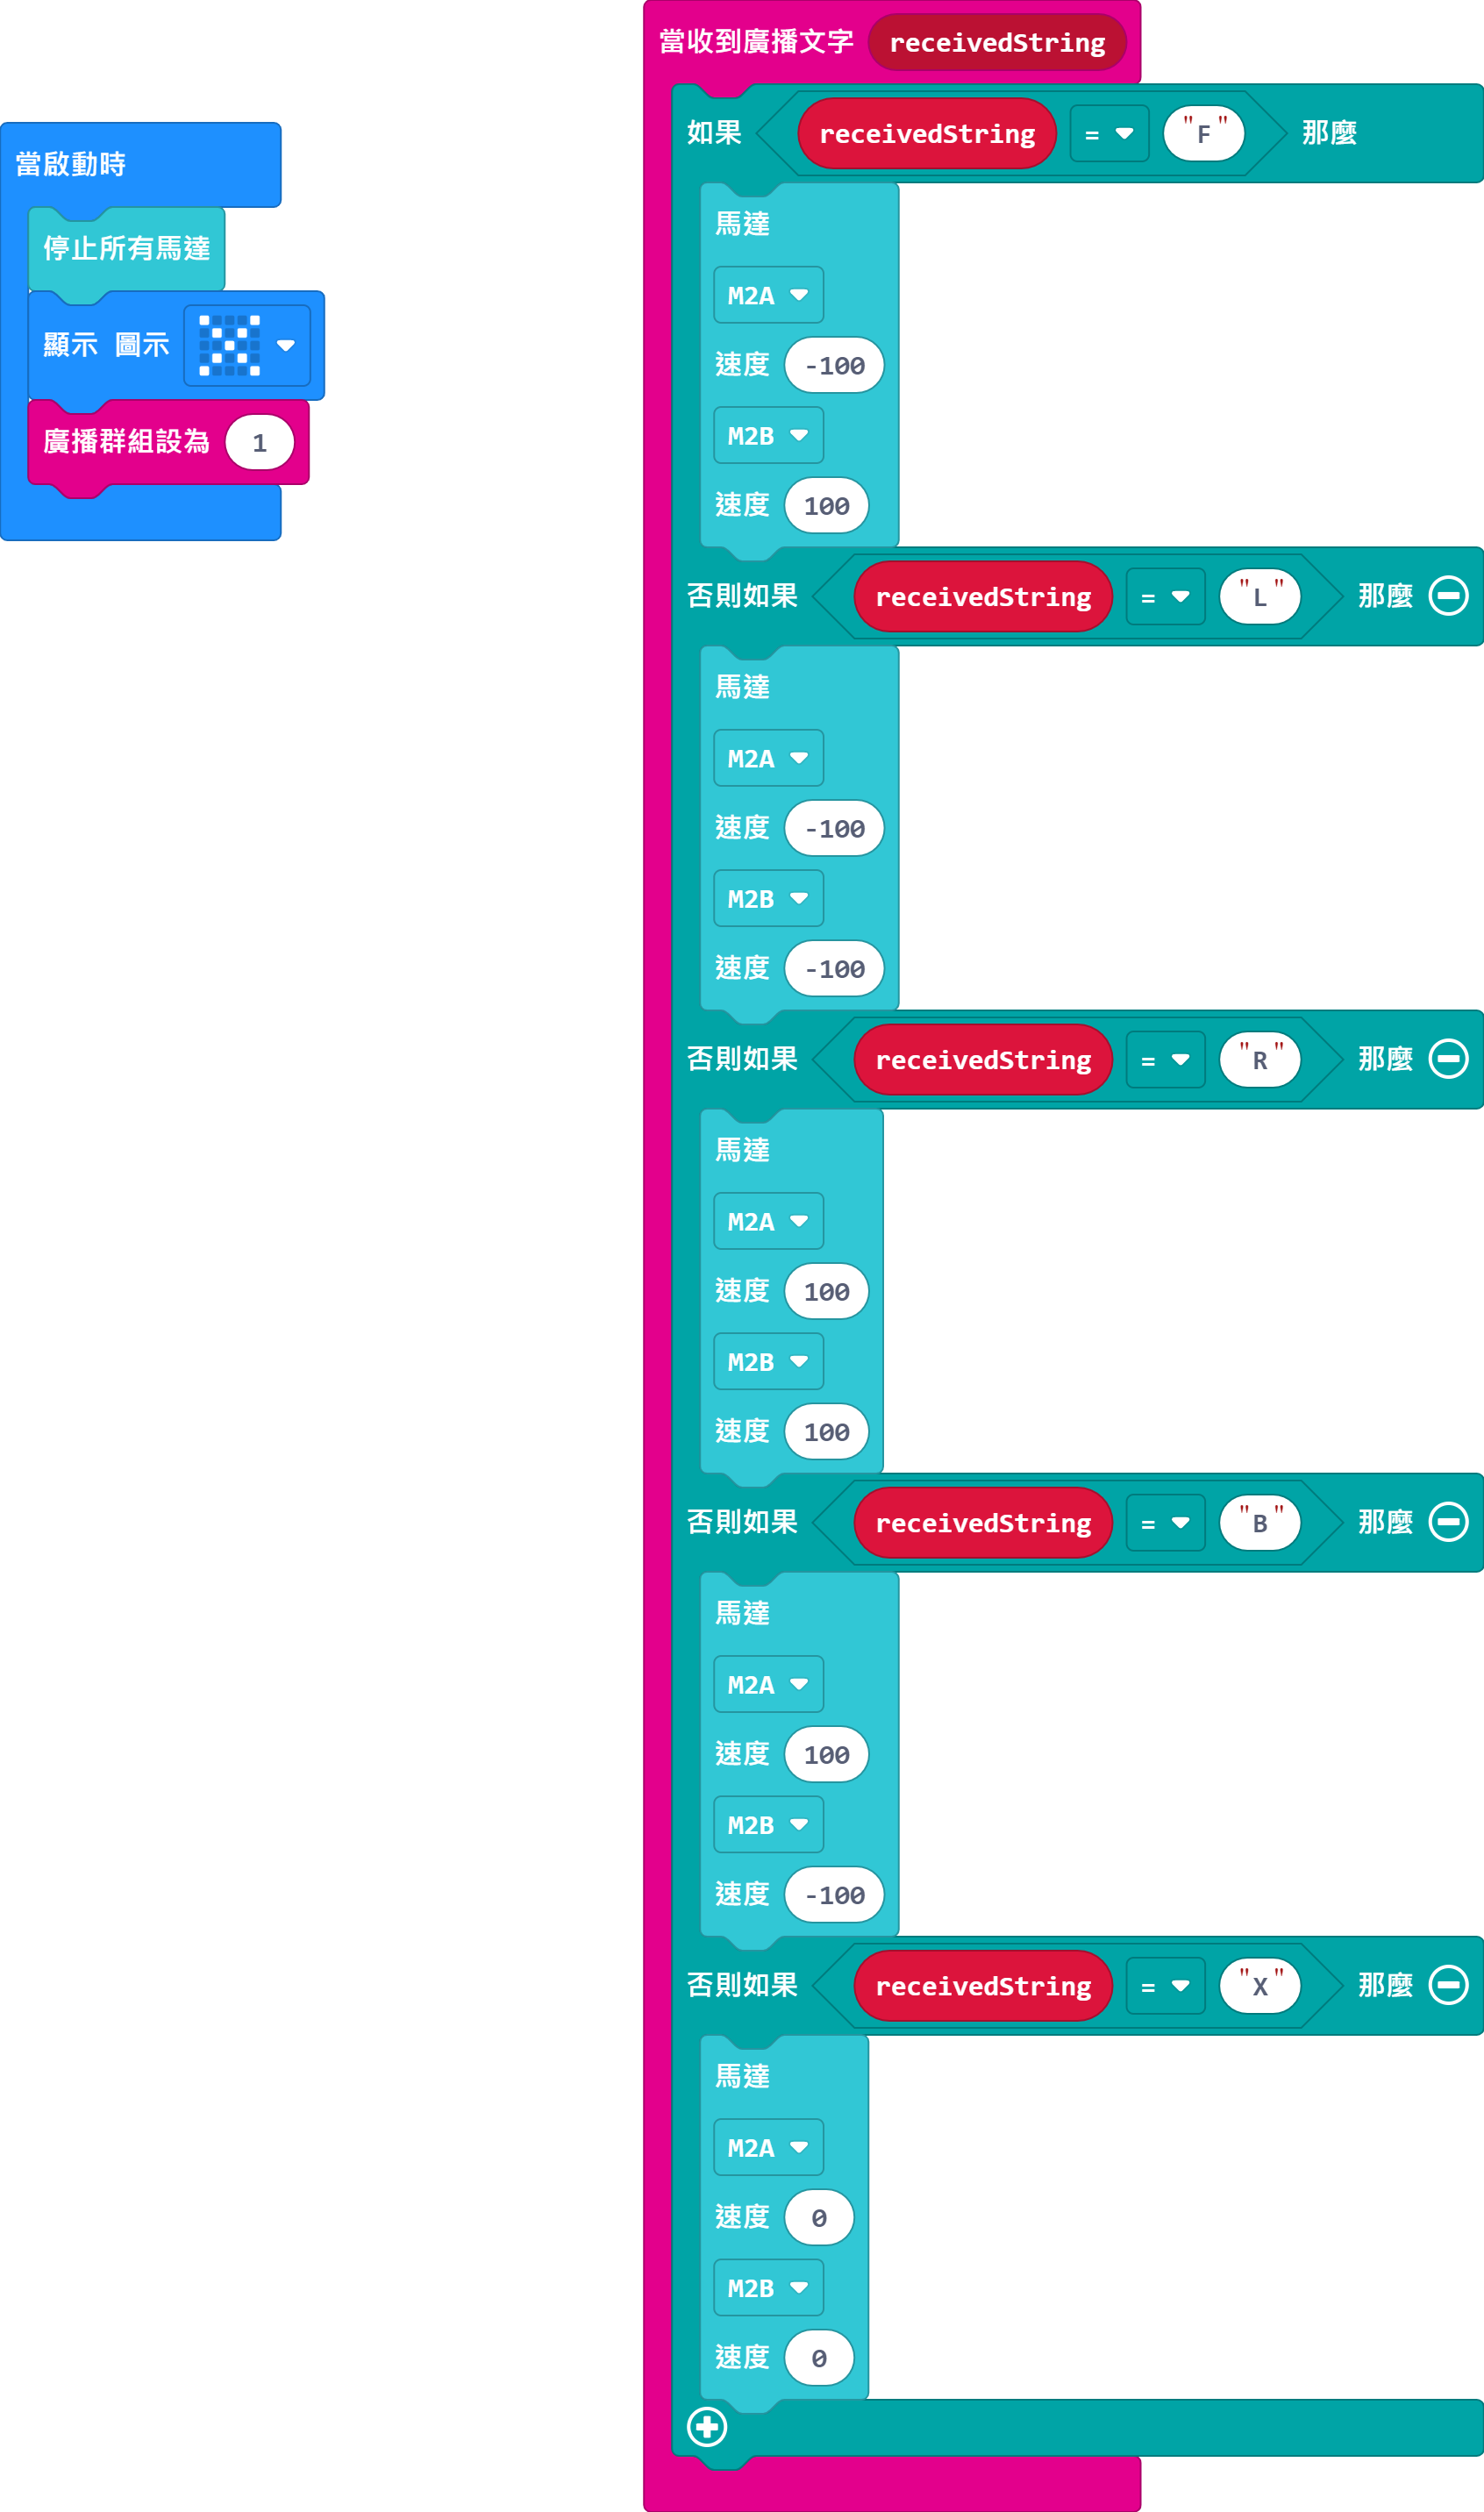 當啟動時
停止所有馬達
顯示 圖示
廣播群組設為 1
當收到廣播文字 receivedString
如果 receivedString = "F" 那麼
馬達
M2A
速度 -100
M2B
速度 100
否則如果 receivedString = "L" 那麼
馬達
M2A
速度 -100
M2B
速度 -100
否則如果 receivedString = "R" 那麼
馬達
M2A
速度 100
M2B
速度 100
否則如果 receivedString = "B" 那麼
馬達
M2A
速度 100
M2B
速度 -100
否則如果 receivedString = "X" 那麼
馬達
M2A
速度 0
M2B
速度 0